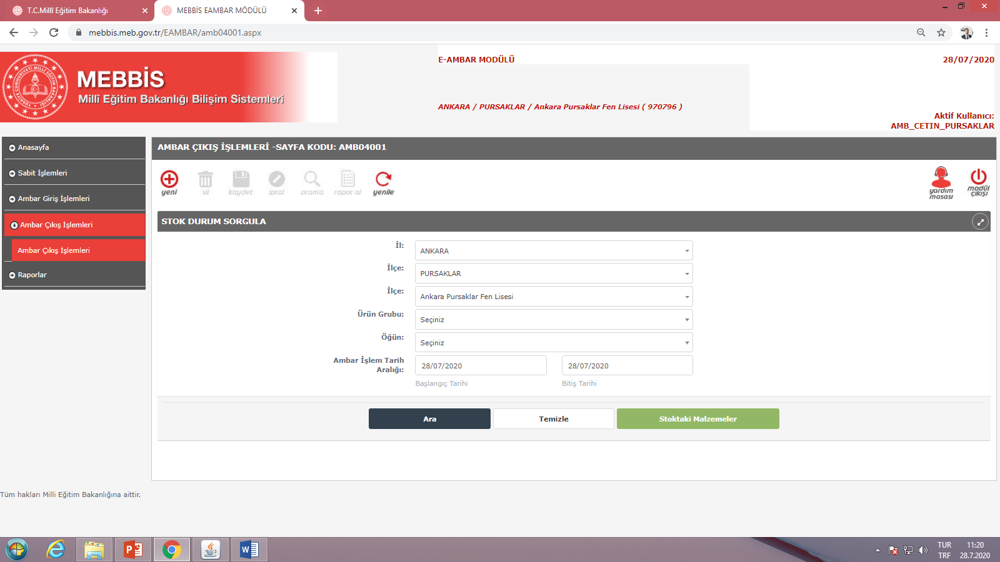 T.C.Millî Eğitim Bakanlığı
MEBBİS EAMBAR MÖDÜLÜ
mebbis.meb.gov.tr/EAMBAR/amb04001.aspx
MEBBİS
Millî Eğitim Bakanlığı Bilişim Sistemleri
E-AMBAR MODÜLÜ
28/07/2020
ANKARA / PURSAKLAR / Ankara Pursaklar Fen Lisesi ( 970796 )
Aktif Kullanıcı:
AMB_CETIN_PURSAKLAR
Anasayfa
Sabit İşlemleri
Ambar Giriş İşlemleri
Ambar Çıkış İşlemleri
Ambar Çıkış İşlemleri
Raporlar
AMBAR ÇIKIŞ İŞLEMLERİ -SAYFA KODU: AMB04001
yeni
sil
kaydet
iptal
arama
rapor al
yenile
yardım
masası
modül
çıkışı
STOK DURUM SORGULA
İl:
ANKARA
İlçe:
PURSAKLAR
İlçe:
Ankara Pursaklar Fen Lisesi
Ürün Grubu:
Seçiniz
Öğün:
Seçiniz
Ambar İşlem Tarih
Aralığı:
28/07/2020
28/07/2020
Başlangıç Tarihi
Bitiş Tarihi
Ara
Temizle
Stoktaki Malzemeler
Tüm hakları Milli Eğitim Bakanlığına aittir.
TUR
TRF
11:20
28.7.2020